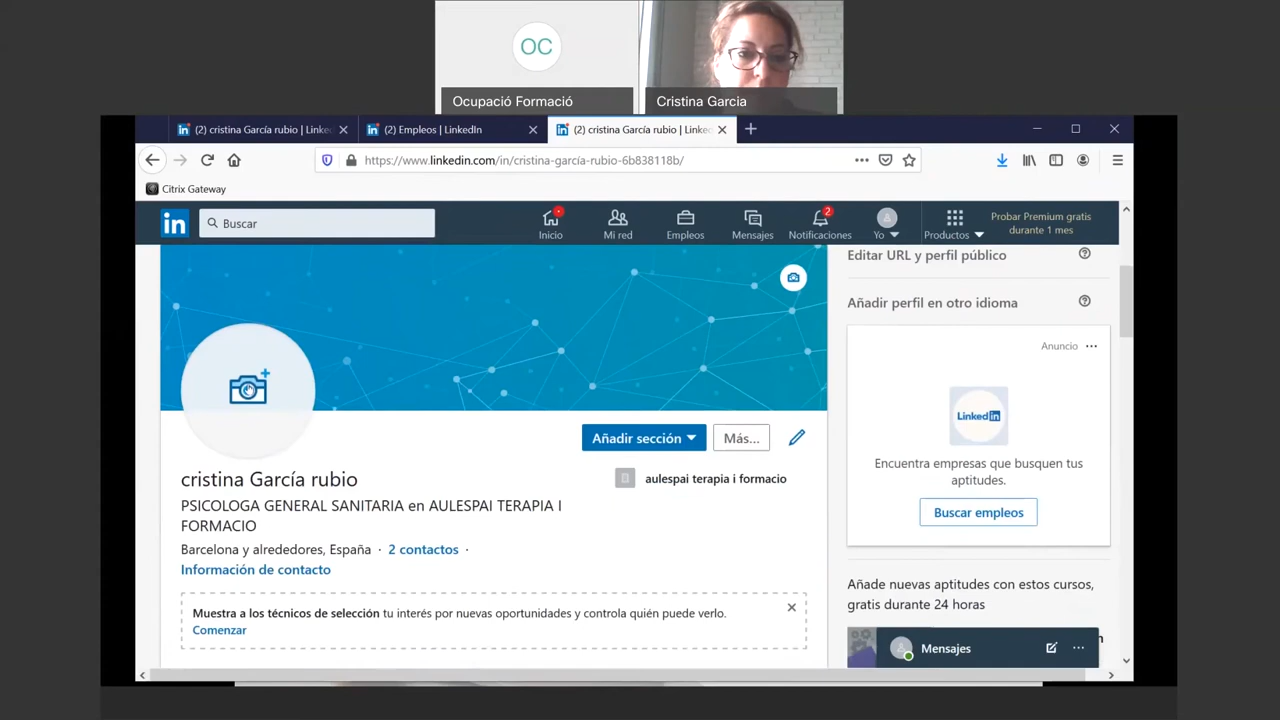 OC
Ocupació Formació
Cristina Garcia
(2) cristina García rubio | Linke
(2) Empleos | LinkedIn
(2) cristina García rubio | Linke
https://www.linkedin.com/in/cristina-garcía-rubio-6b838118b/
Citrix Gateway
in
Buscar
Inicio
Mi red
Empleos
Mensajes
2
Notificaciones
A
Yo
Productos
Probar Premium gratis
durante 1 mes
Editar URL y perfil público
Añadir perfil en otro idioma
Anuncio
Linked in
Encuentra empresas que busquen tus
aptitudes.
Buscar empleos
Añadir sección
Más...
cristina García rubio
aulespai terapia i formacio
PSICOLOGA GENERAL SANITARIA en AULESPAI TERAPIA I
FORMACIO
Barcelona y alrededores, España · 2 contactos ·
Información de contacto
Muestra a los técnicos de selección tu interés por nuevas oportunidades y controla quién puede verlo.
Comenzar
Añade nuevas aptitudes con estos cursos,
gratis durante 24 horas
Mensajes